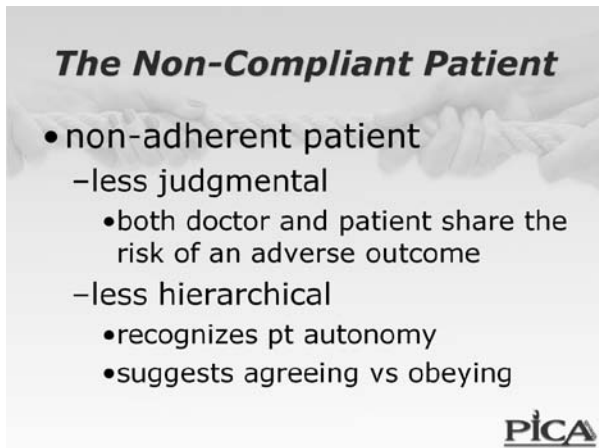 The Non-Compliant Patient
•non-adherent patient
–less judgmental
•both doctor and patient share the
risk of an adverse outcome
–less hierarchical
•recognizes pt autonomy
•suggests agreeing vs obeying
PICA